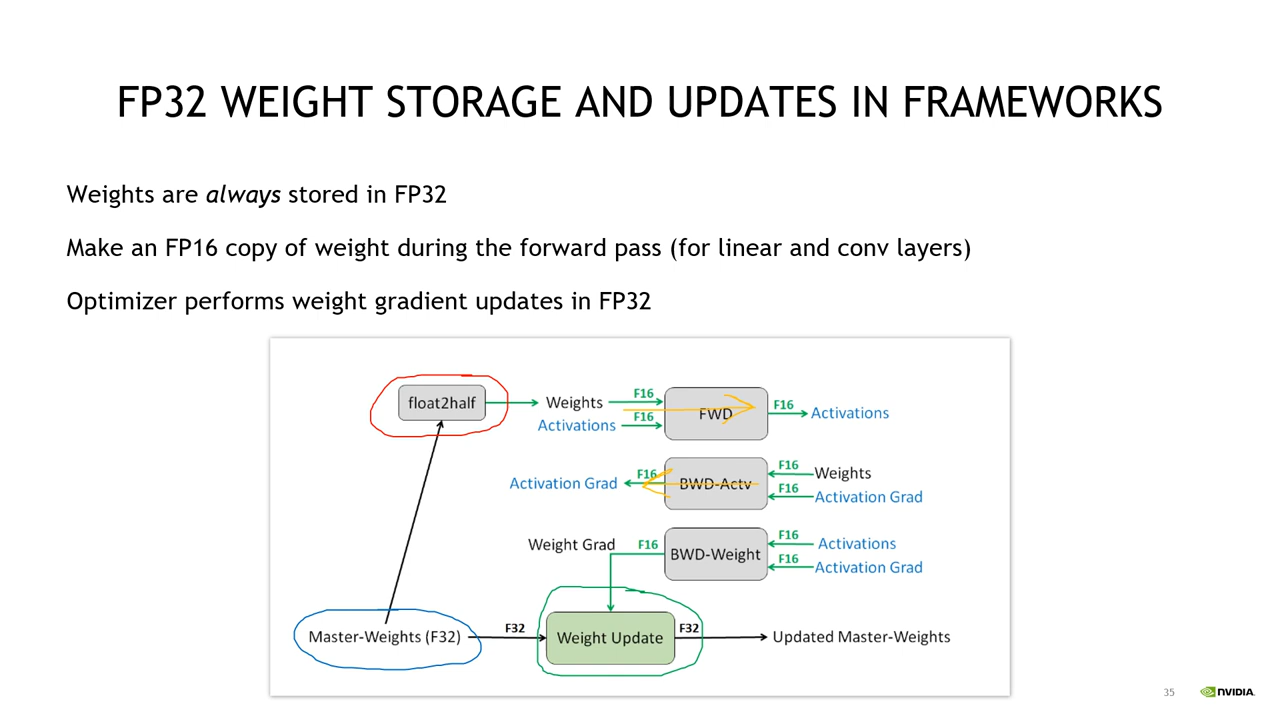 FP32 WEIGHT STORAGE AND UPDATES IN FRAMEWORKS
Weights are always stored in FP32
Make an FP16 copy of weight during the forward pass (for linear and conv layers)
Optimizer performs weight gradient updates in FP32
float2half
Weights
F16
Activations
F16
FWD
F16
Activations
Activation Grad
F16
BWD-Actv
F16
Weights
F16
Activation Grad
Weight Grad
F16
BWD-Weight
F16
Activations
F16
Activation Grad
Master-Weights (F32)
F32
Weight Update
F32
Updated Master-Weights
35
NVIDIA.